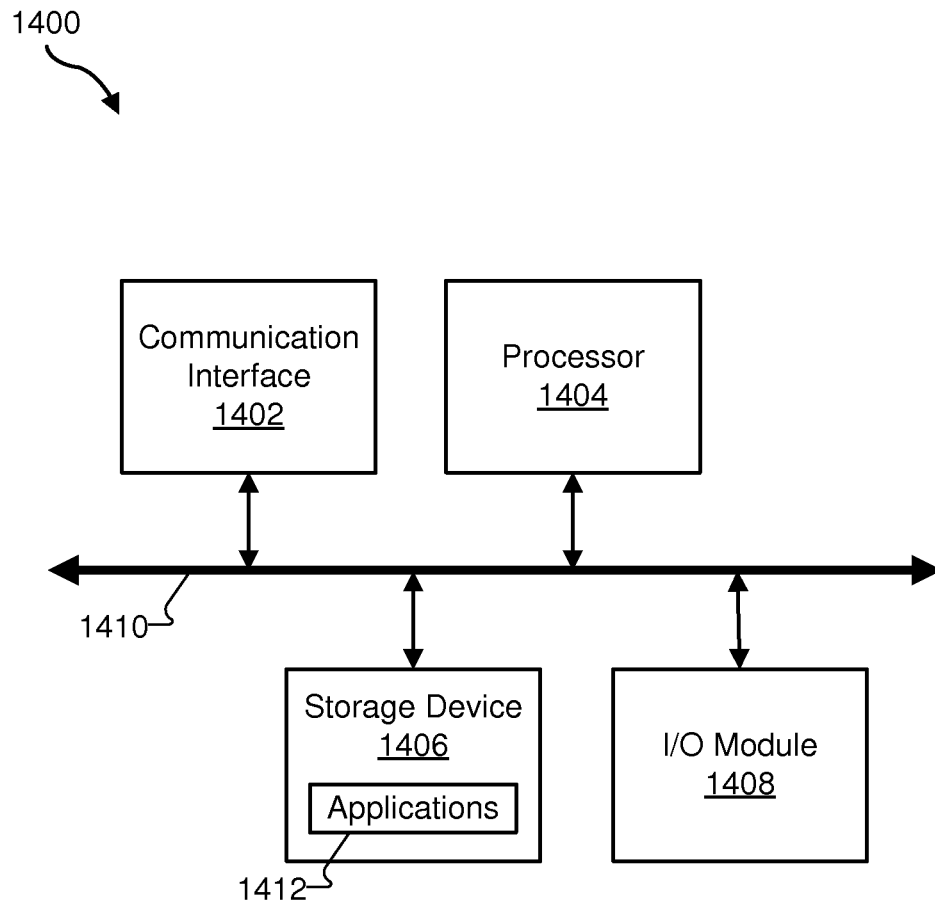 1400
Communication
Interface
1402
Processor
1404
1410
Storage Device
1406
Applications
1412
I/O Module
1408